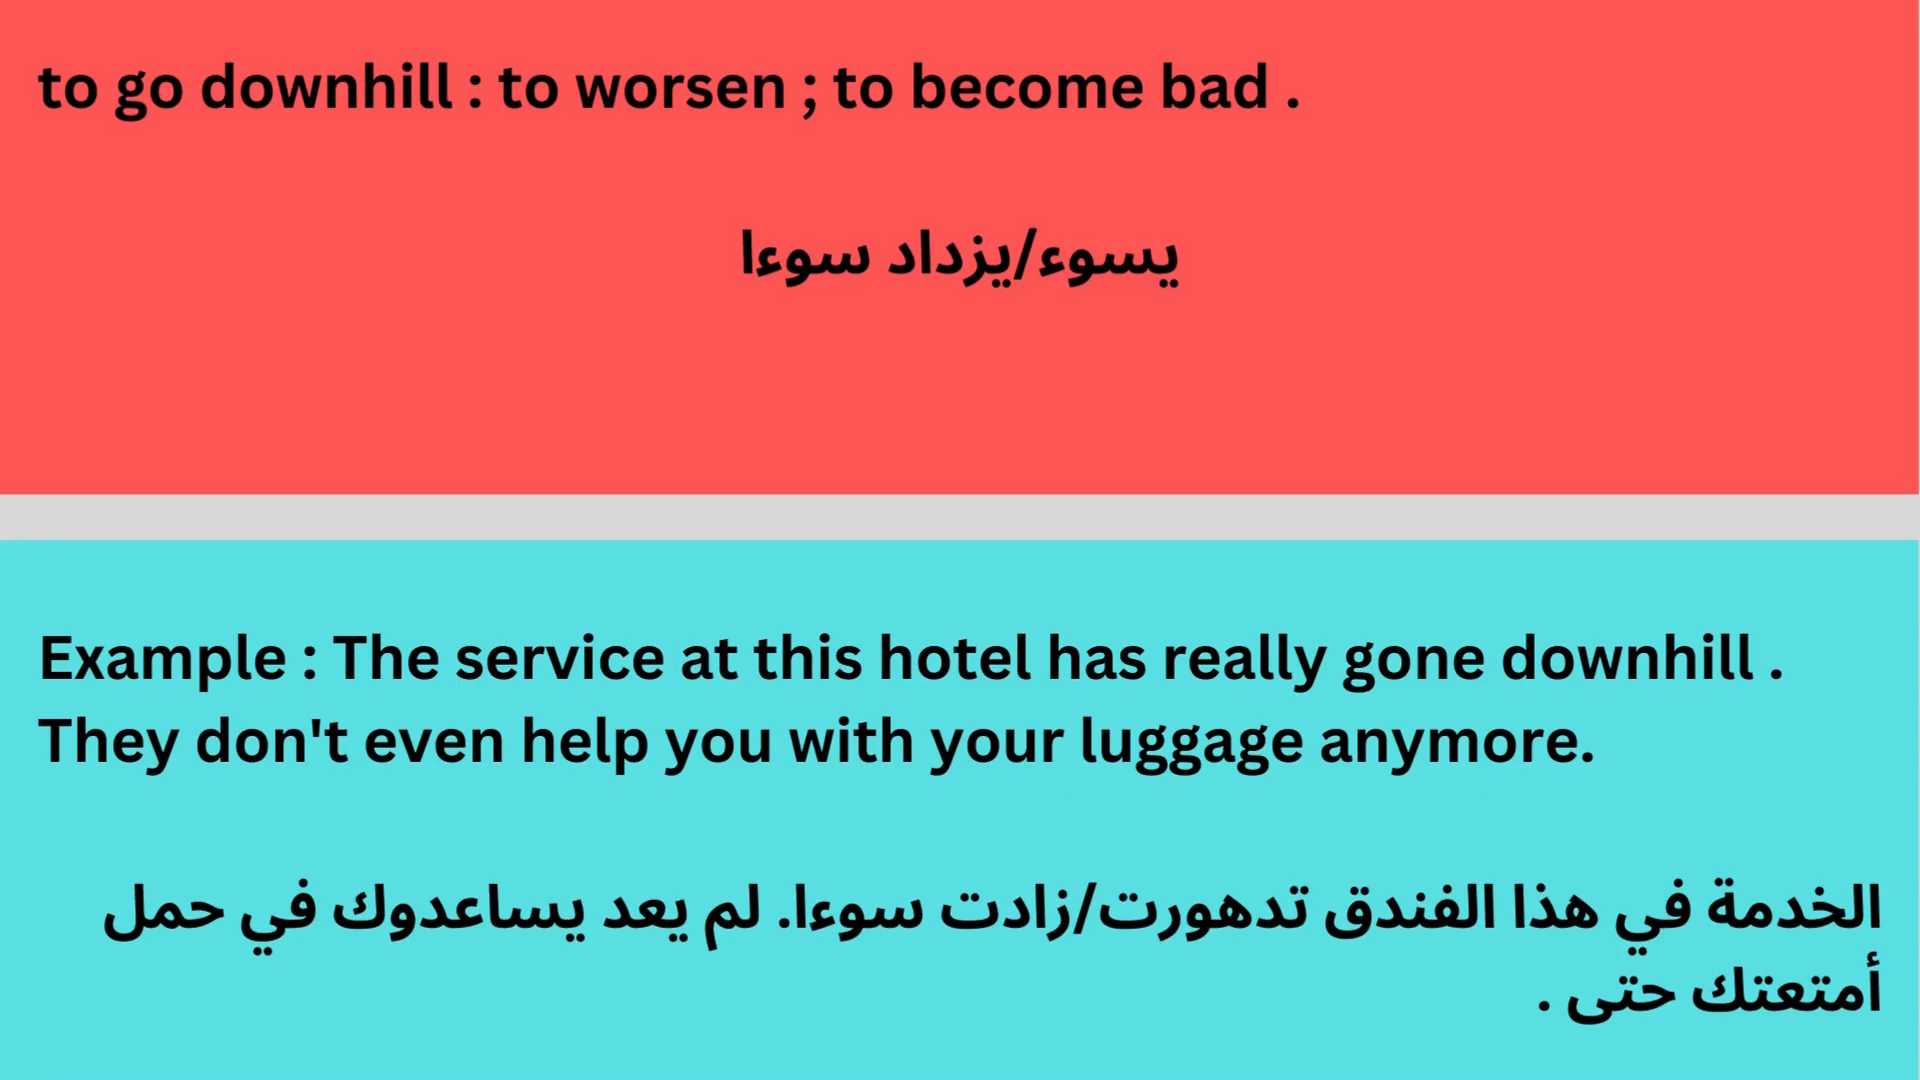 to go downhill : to worsen ; to become bad .
يسوء/يزداد سوءا
Example : The service at this hotel has really gone downhill .
They don't even help you with your luggage anymore.
الخدمة في هذا الفندق تدهورت/زادت سوءا. لم يعد يساعدوك في حمل
أمتعتك حتى .